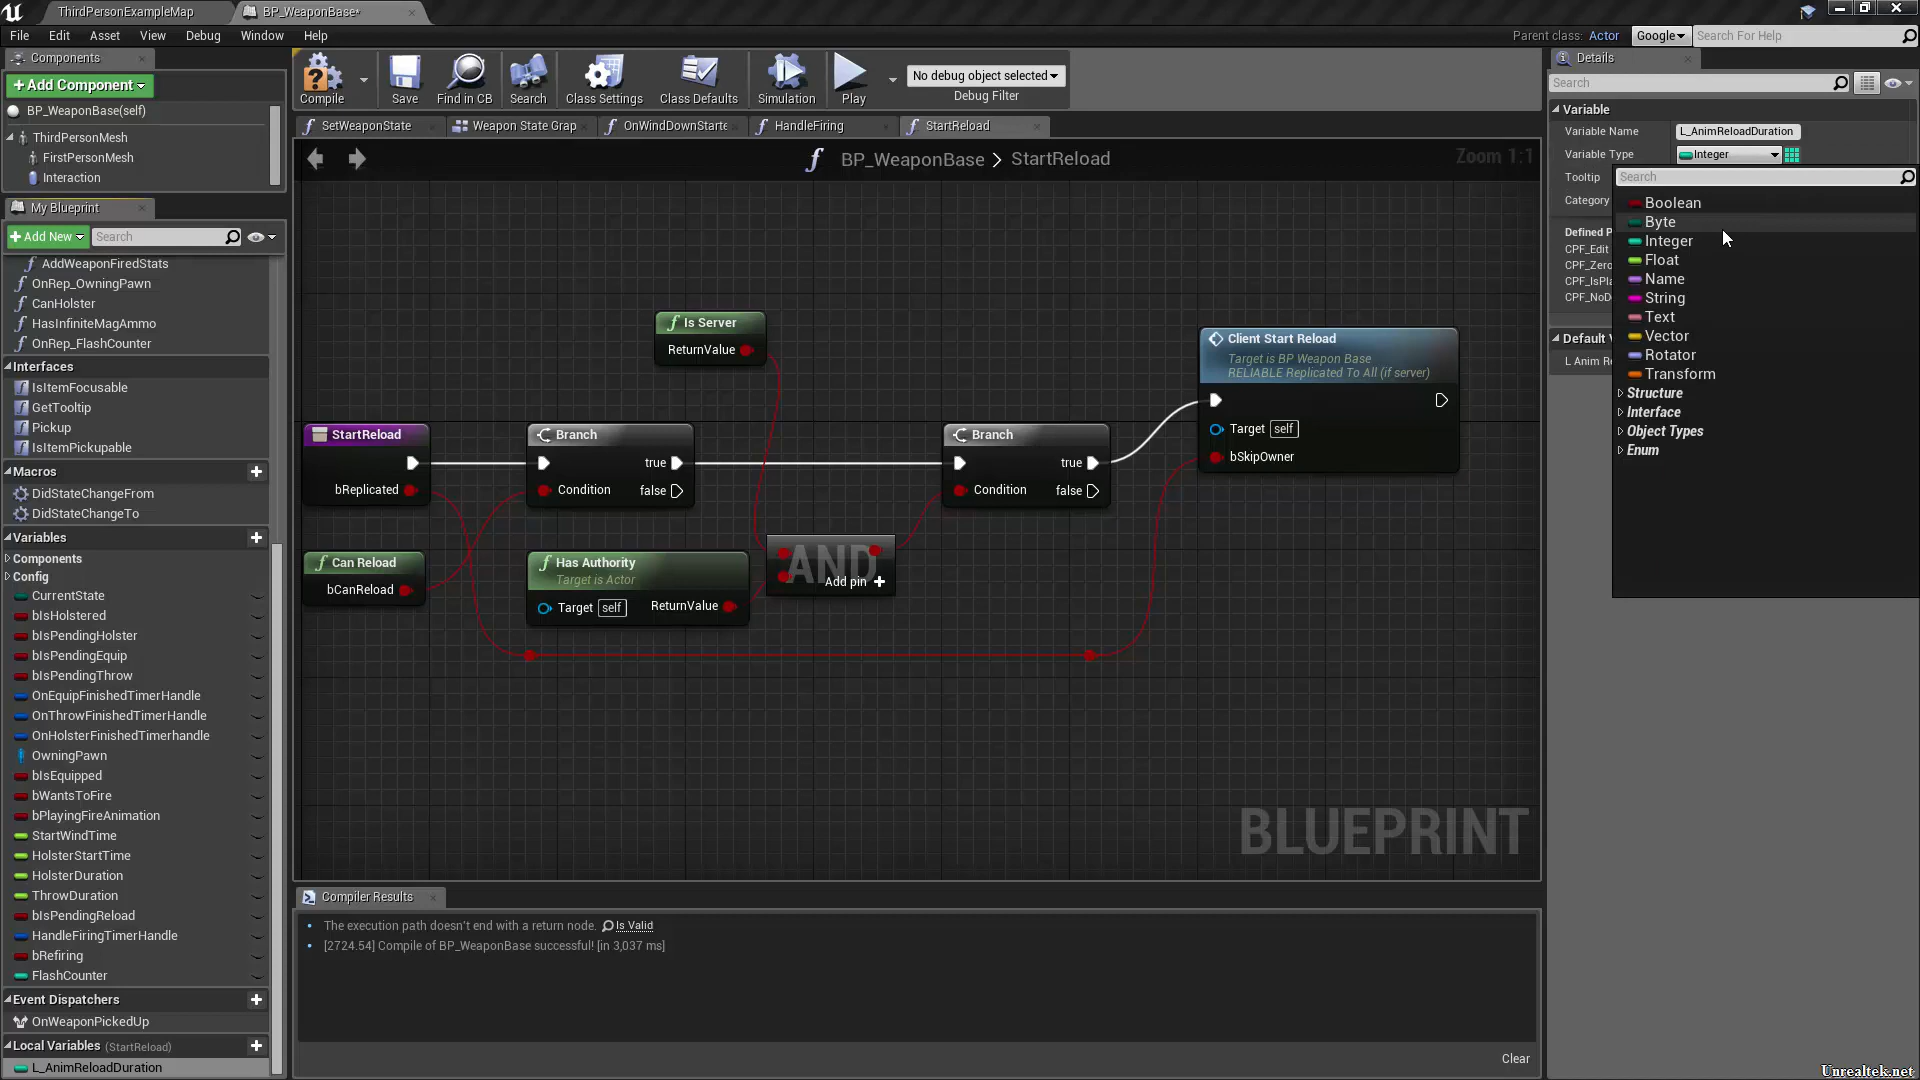 ThirdPersonExampleMap
BP_WeaponBase*
File Edit Asset View Debug Window Help
Parent class: Actor Google Search For Help
Components
+Add Component
BP_WeaponBase(self)
ThirdPersonMesh
FirstPersonMesh
Interaction
My Blueprint
+Add New Search
AddWeaponFiredStats
OnRep_OwningPawn
CanHolster
HasInfiniteMagAmmo
OnRep_FlashCounter
Interfaces
IsItemFocusable
GetTooltip
Pickup
IsItemPickupable
Macros
DidStateChangeFrom
DidStateChangeTo
Variables
Components
Config
CurrentState
bIsHolstered
bIsPendingHolster
bIsPendingEquip
bIsPendingThrow
OnEquipFinishedTimerHandle
OnThrowFinishedTimerHandle
OnHolsterFinishedTimerhandle
OwningPawn
bIsEquipped
bWantsToFire
bPlayingFireAnimation
StartWindTime
HolsterStartTime
HolsterDuration
ThrowDuration
bIsPendingReload
HandleFiringTimerHandle
bRefiring
FlashCounter
Event Dispatchers
OnWeaponPickedUp
Local Variables (StartReload)
L_AnimReloadDuration
Compile Save Find in CB Search Class Settings Class Defaults Simulation Play
No debug object selected
Debug Filter
SetWeaponState Weapon State Grap OnWindDownStarte HandleFiring StartReload
f BP_WeaponBase > StartReload
Zoom 1:1
Is Server
ReturnValue
Client Start Reload
Target is BP Weapon Base
RELIABLE Replicated To All (if server)
Target self
bSkipOwner
StartReload
bReplicated
Branch
true
Condition false
Branch
true
Condition false
Can Reload
bCanReload
Has Authority
Target is Actor
Target self ReturnValue
AND
Add pin +
BLUEPRINT
Compiler Results
The execution path doesn't end with a return node. Is Valid
[2724.54] Compile of BP_WeaponBase successful! [in 3,037 ms]
Clear
Details
Search
Variable
Variable Name L_AnimReloadDuration
Variable Type Integer
Tooltip
Category
Defined P
CPF_Edit
CPF_Zero
CPF_IsPla
CPF_NoD
Default V
L Anim Re
Search
Boolean
Byte
Integer
Float
Name
String
Text
Vector
Rotator
Transform
Structure
Interface
Object Types
Enum
Unrealtek.net